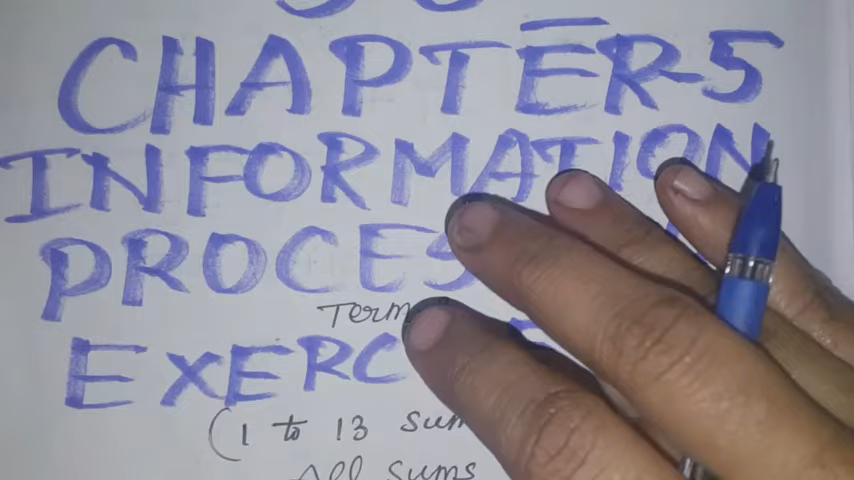 CHAPTER-5
INFORMATION
PROCES
Term
EXERC
(1 to 13 sum
All sums